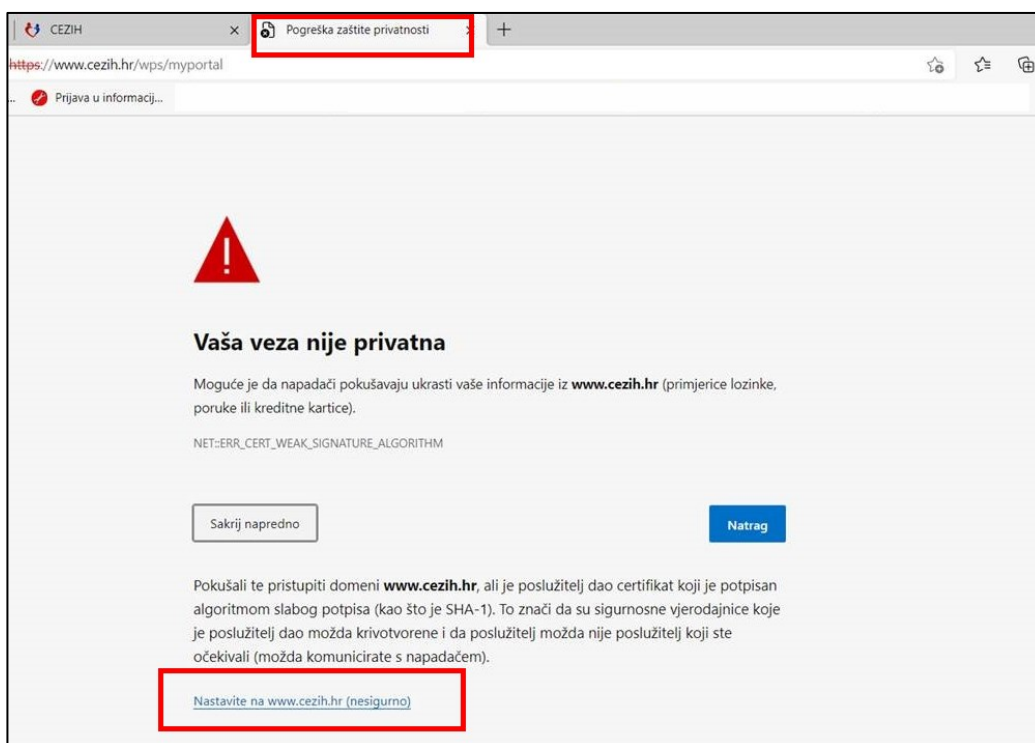 CEZIH
Pogreška zaštite privatnosti
https://www.cezih.hr/wps/myportal
... Prijava u informacij...
Vaša veza nije privatna
Moguće je da napadači pokušavaju ukrasti vaše informacije iz www.cezih.hr (primjerice lozinke,
poruke ili kreditne kartice).
NET::ERR_CERT_WEAK_SIGNATURE_ALGORITHM
Sakrij napredno
Natrag
Pokušali te pristupiti domeni www.cezih.hr, ali je poslužitelj dao certifikat koji je potpisan
algoritmom slabog potpisa (kao što je SHA-1). To znači da su sigurnosne vjerodajnice koje
je poslužitelj dao možda krivotvorene i da poslužitelj možda nije poslužitelj koji ste
očekivali (možda komunicirate s napadačem).
Nastavite na www.cezih.hr (nesigurno)